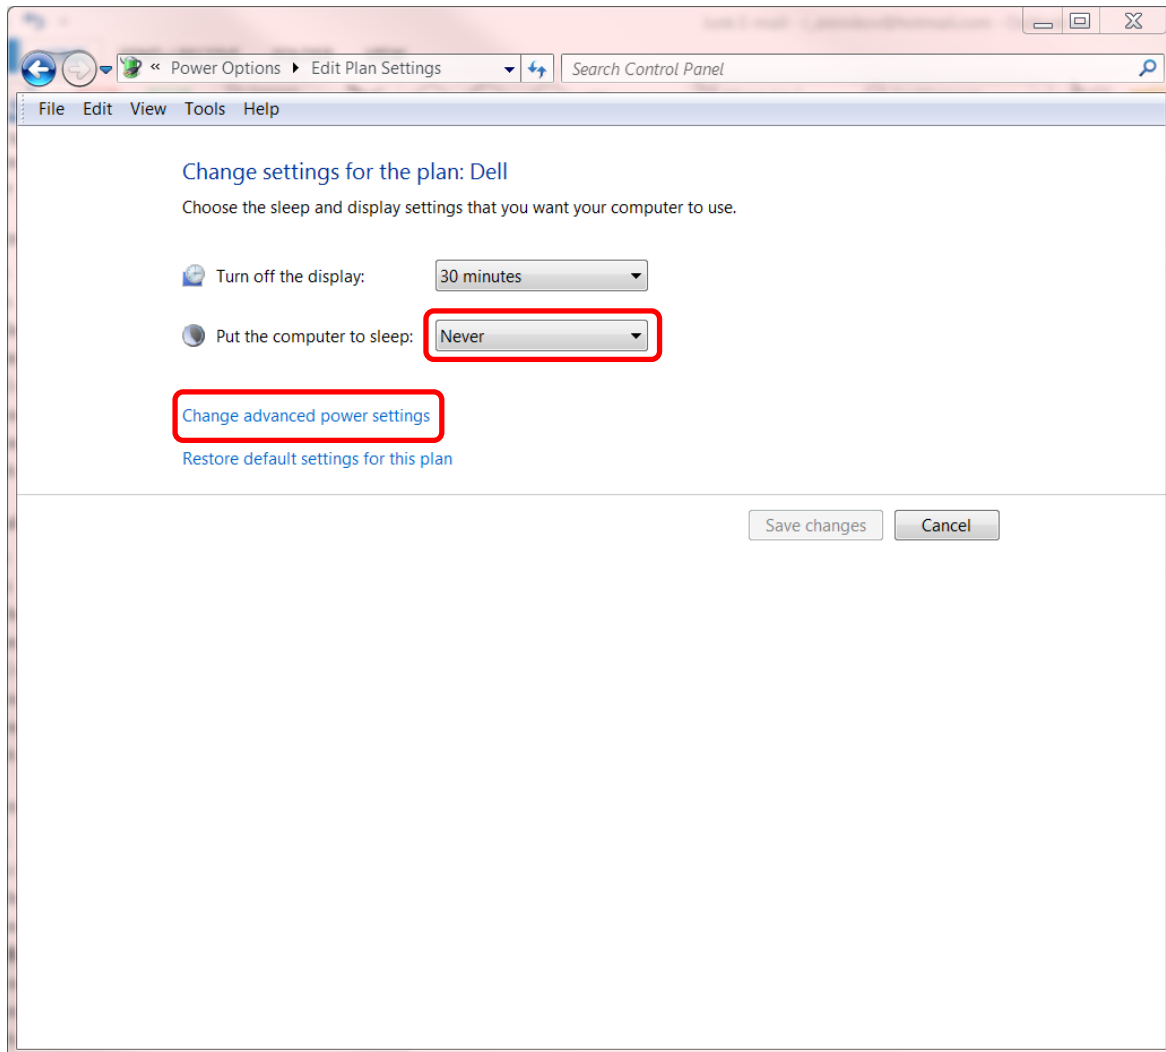 « Power Options ▸ Edit Plan Settings
Search Control Panel
File Edit View Tools Help
Change settings for the plan: Dell
Choose the sleep and display settings that you want your computer to use.
Turn off the display: 30 minutes
Put the computer to sleep: Never
Change advanced power settings
Restore default settings for this plan
Save changes Cancel